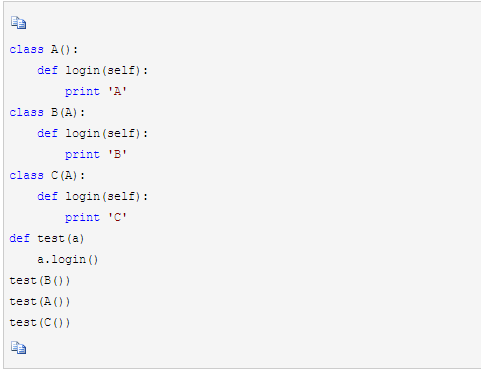 class A():
    def login(self):
        print 'A'
class B(A):
    def login(self):
        print 'B'
class C(A):
    def login(self):
        print 'C'
def test(a)
    a.login()
test(B())
test(A())
test(C())